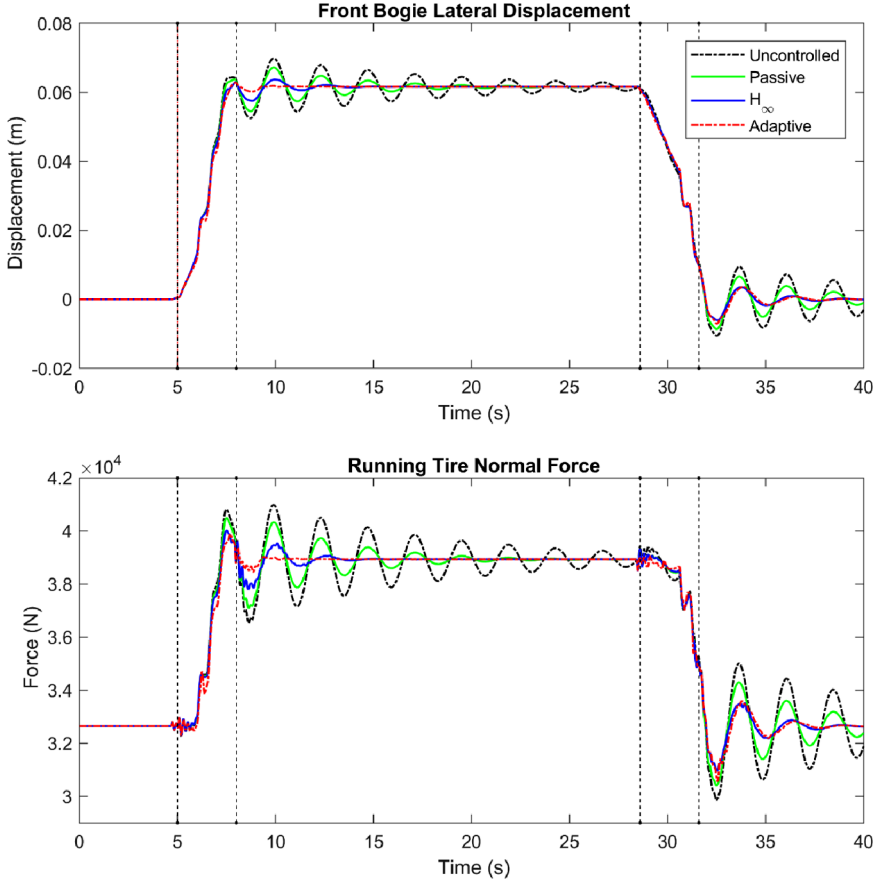 Front Bogie Lateral Displacement
0.08
0.06
0.04
0.02
0
-0.02
Displacement (m)
Uncontrolled
Passive
H∞
Adaptive
0 5 10 15 20 25 30 35 40
Time (s)
Running Tire Normal Force
×10⁴
4.2
4
3.8
3.6
3.4
3.2
3
Force (N)
0 5 10 15 20 25 30 35 40
Time (s)